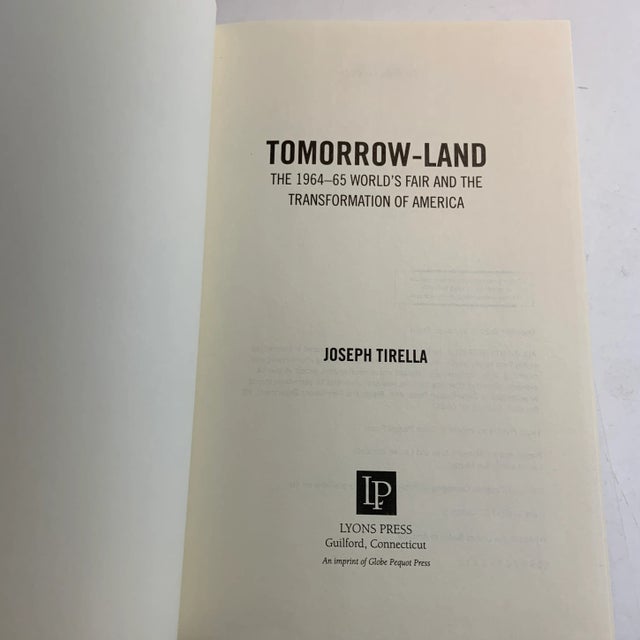 TOMORROW-LAND
THE 1964–65 WORLD'S FAIR AND THE
TRANSFORMATION OF AMERICA
JOSEPH TIRELLA
LP
LYONS PRESS
Guilford, Connecticut
An imprint of Globe Pequot Press